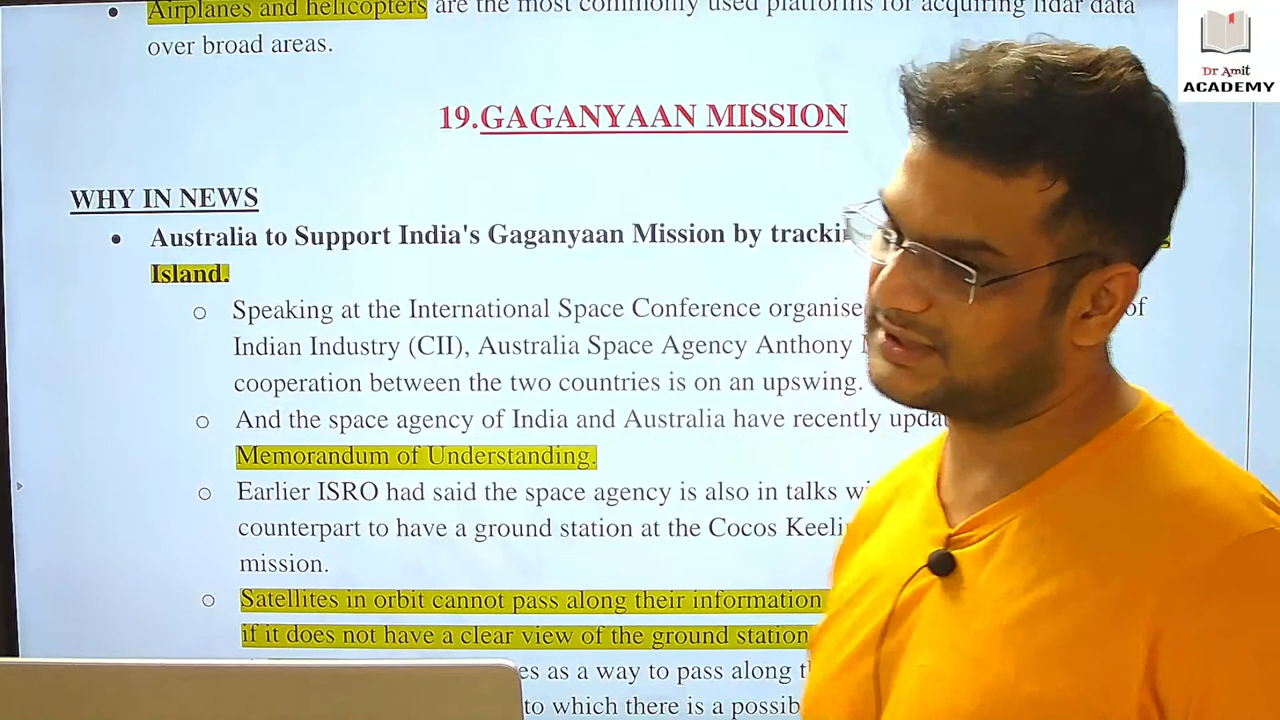 Airplanes and helicopters are the most commonly used platforms for acquiring lidar data
over broad areas.
Dr Amit
ACADEMY
19.GAGANYAAN MISSION
WHY IN NEWS
Australia to Support India's Gaganyaan Mission by
Island.
Speaking at the International Space Conference of
Indian Industry (CII), Australia Space Agency Anthony
cooperation between the two countries is on an upswing.
And the space agency of India and Australia have recently
Memorandum of Understanding.
Earlier ISRO had said the space agency is also in talks
counterpart to have a ground station at the Cocos
mission.
Satellites in orbit cannot pass along their information
if it does not have a clear view of the ground station
as a way to pass along
to which there is a